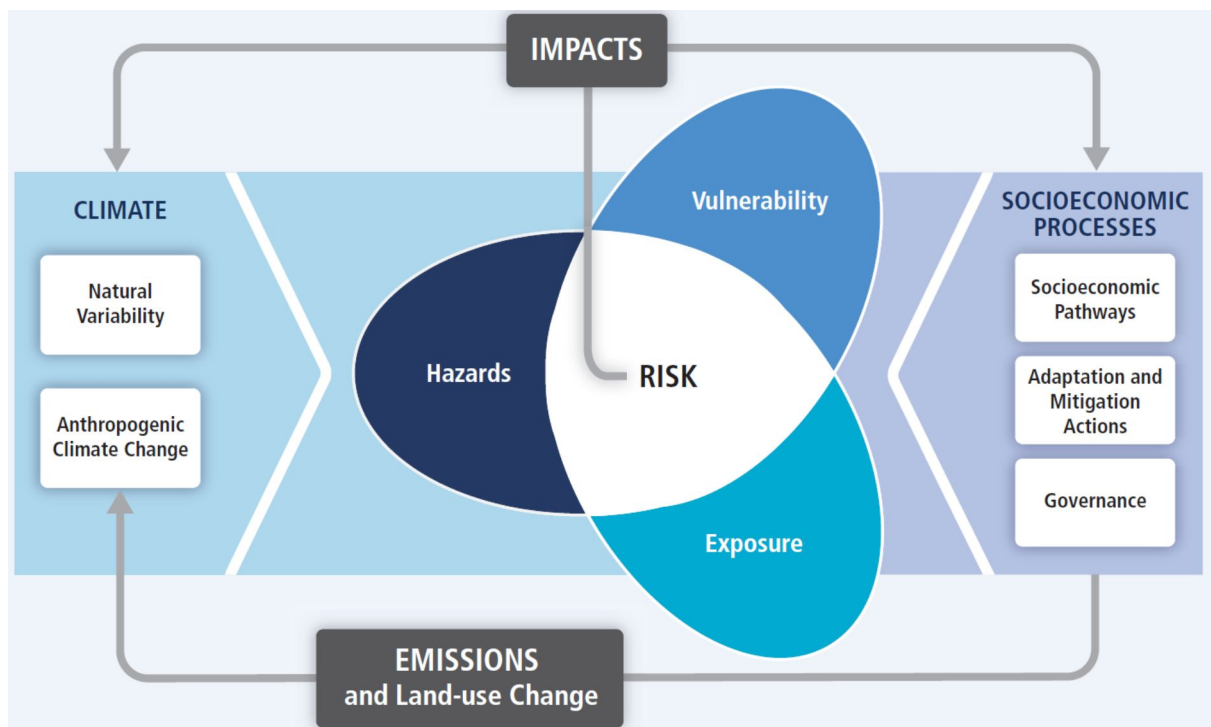 IMPACTS
CLIMATE
Natural
Variability
Anthropogenic
Climate Change
Vulnerability
Hazards
RISK
Exposure
SOCIOECONOMIC
PROCESSES
Socioeconomic
Pathways
Adaptation and
Mitigation
Actions
Governance
EMISSIONS
and Land-use Change